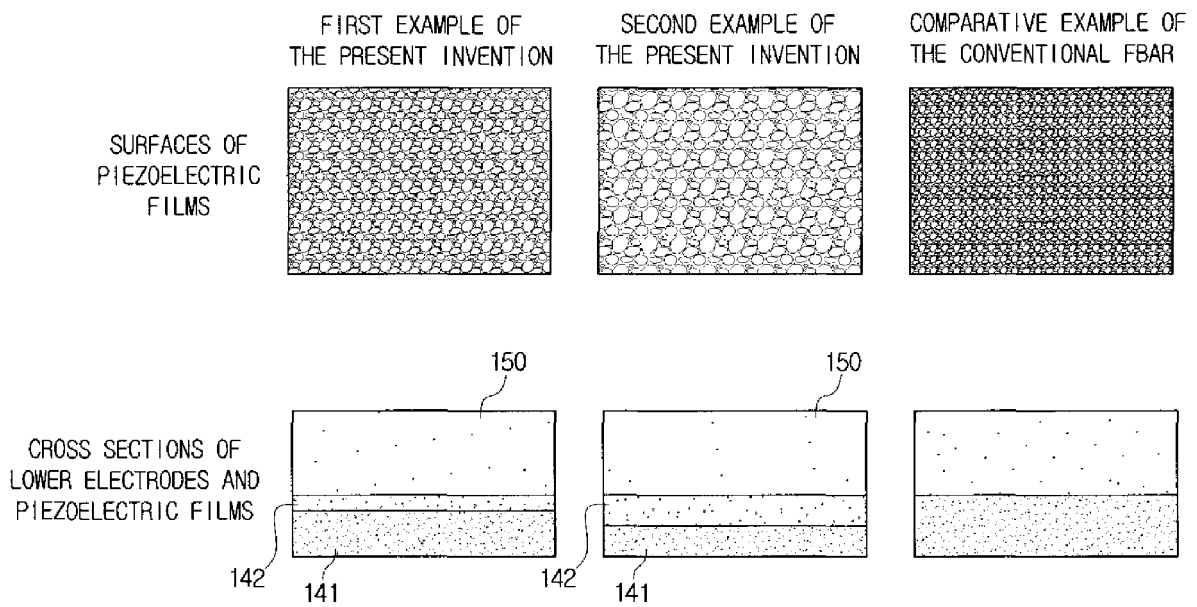 FIRST EXAMPLE OF
THE PRESENT INVENTION
SECOND EXAMPLE OF
THE PRESENT INVENTION
COMPARATIVE EXAMPLE OF
THE CONVENTIONAL FBAR
SURFACES OF
PIEZOELECTRIC
FILMS
150
150
CROSS SECTIONS OF
LOWER ELECTRODES AND
PIEZOELECTRIC FILMS
142
141
142
141